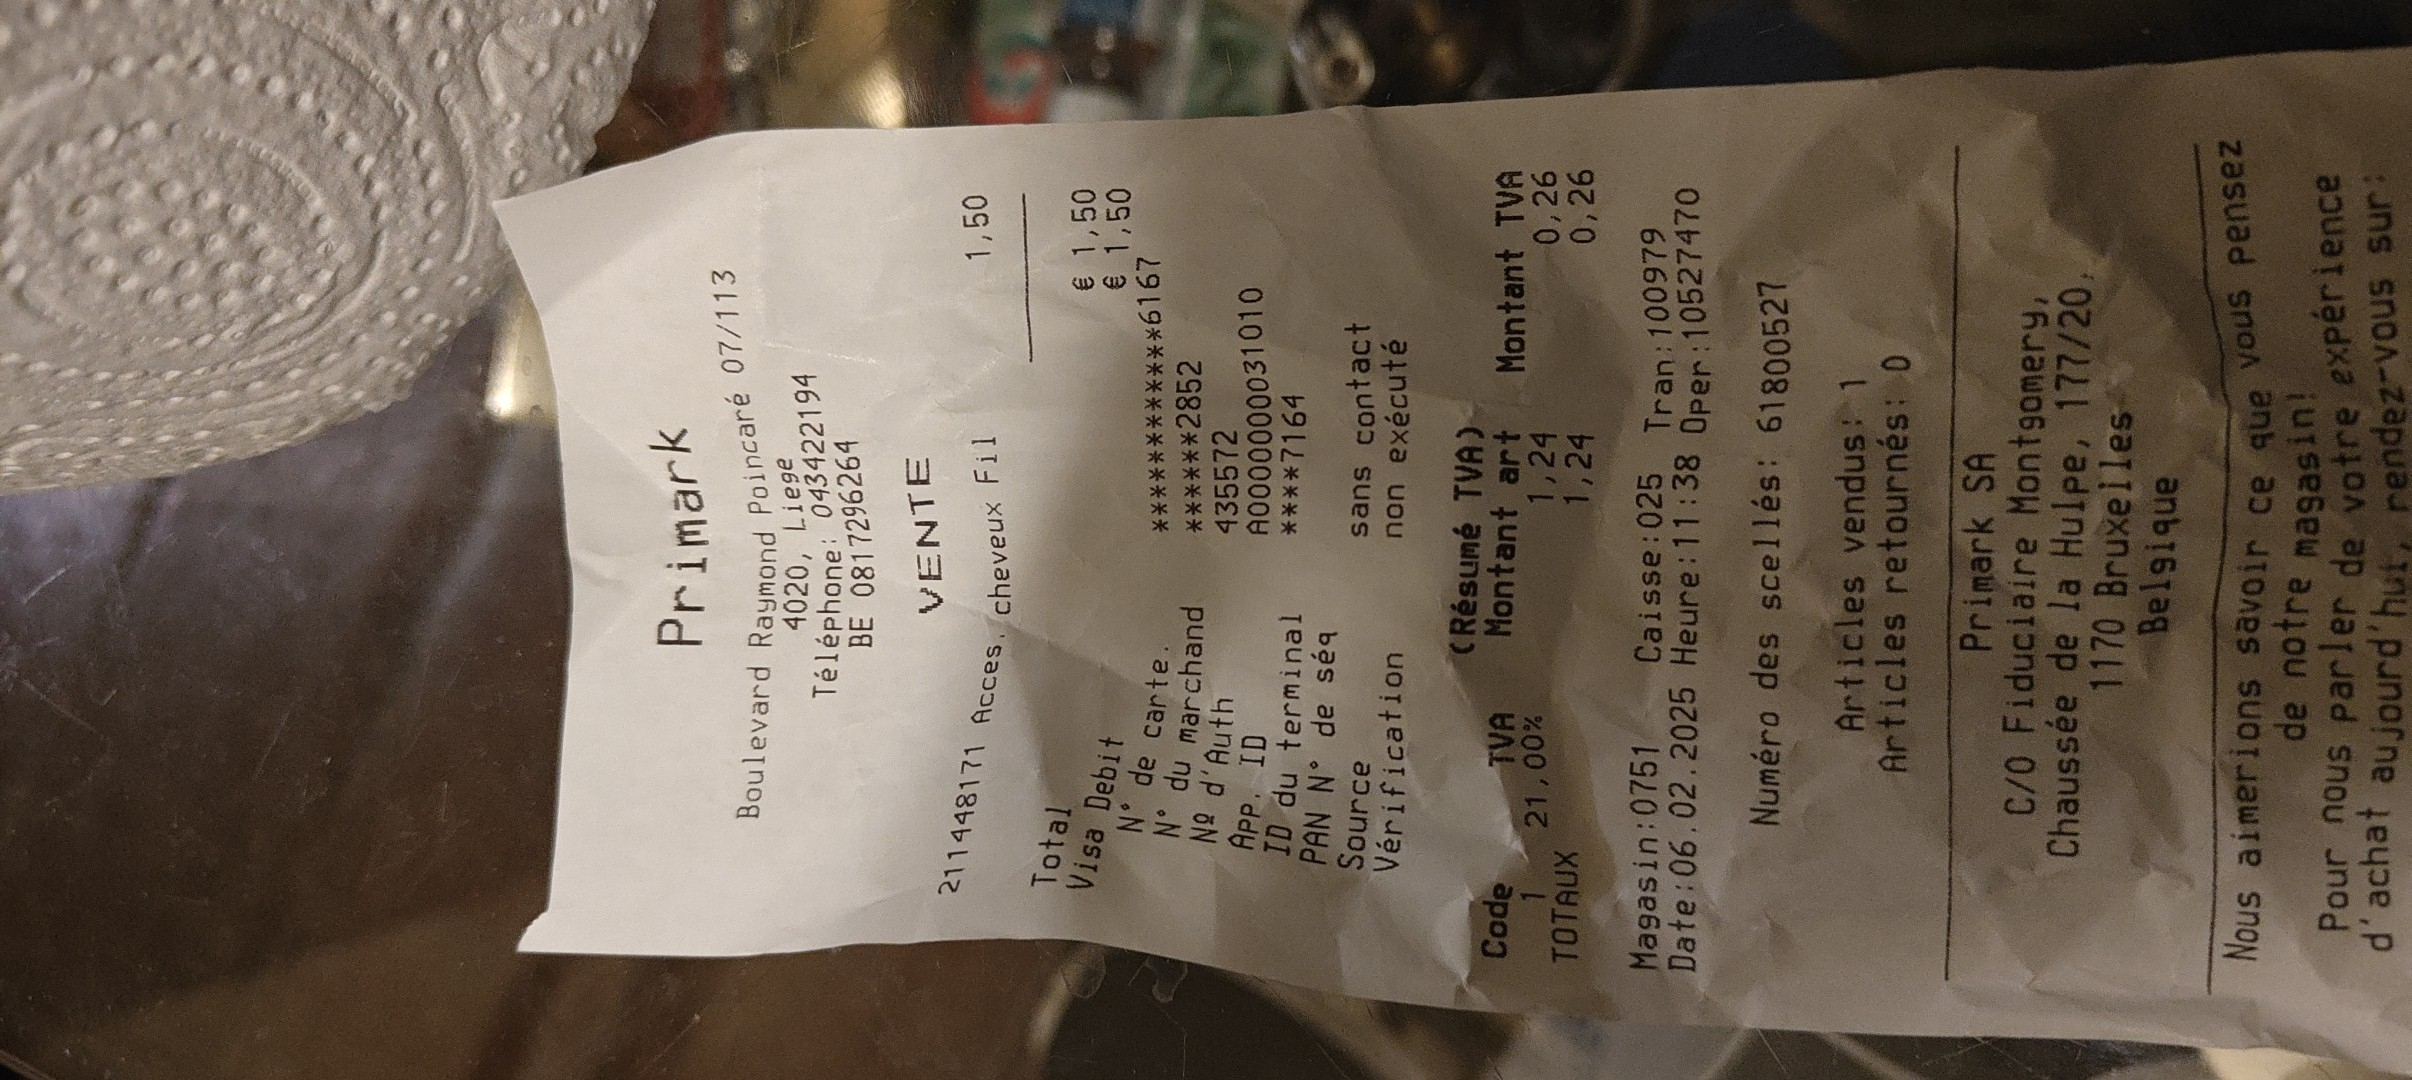 Primark
Boulevard Raymond Poincaré 07/113
4020, Liege
Téléphone: 043422194
BE 0817296264
VENTE
211448171 Acces. cheveux Fil 1,50
Total € 1,50
Visa Debit € 1,50
N° de carte. ************6167
N° du marchand ******2852
Nº d'Auth 435572
App. ID A0000000031010
ID du terminal ****7164
PAN N° de séq
Source sans contact
Vérification non exécuté
(Résumé TVA)
Code TVA Montant art Montant TVA
1 21,00% 1,24 0,26
TOTAUX 1,24 0,26
Magasin:0751 Caisse:025 Tran:100979
Date:06.02.2025 Heure:11:38 Oper:10527470
Numéro des scellés: 61800527
Articles vendus: 1
Articles retournés: 0
Primark SA
C/O Fiduciaire Montgomery,
Chaussée de la Hulpe, 177/20,
1170 Bruxelles
Belgique
Nous aimerions savoir ce que vous pensez
de notre magasin!
Pour nous parler de votre expérience
d'achat aujourd'hui, rendez-vous sur: